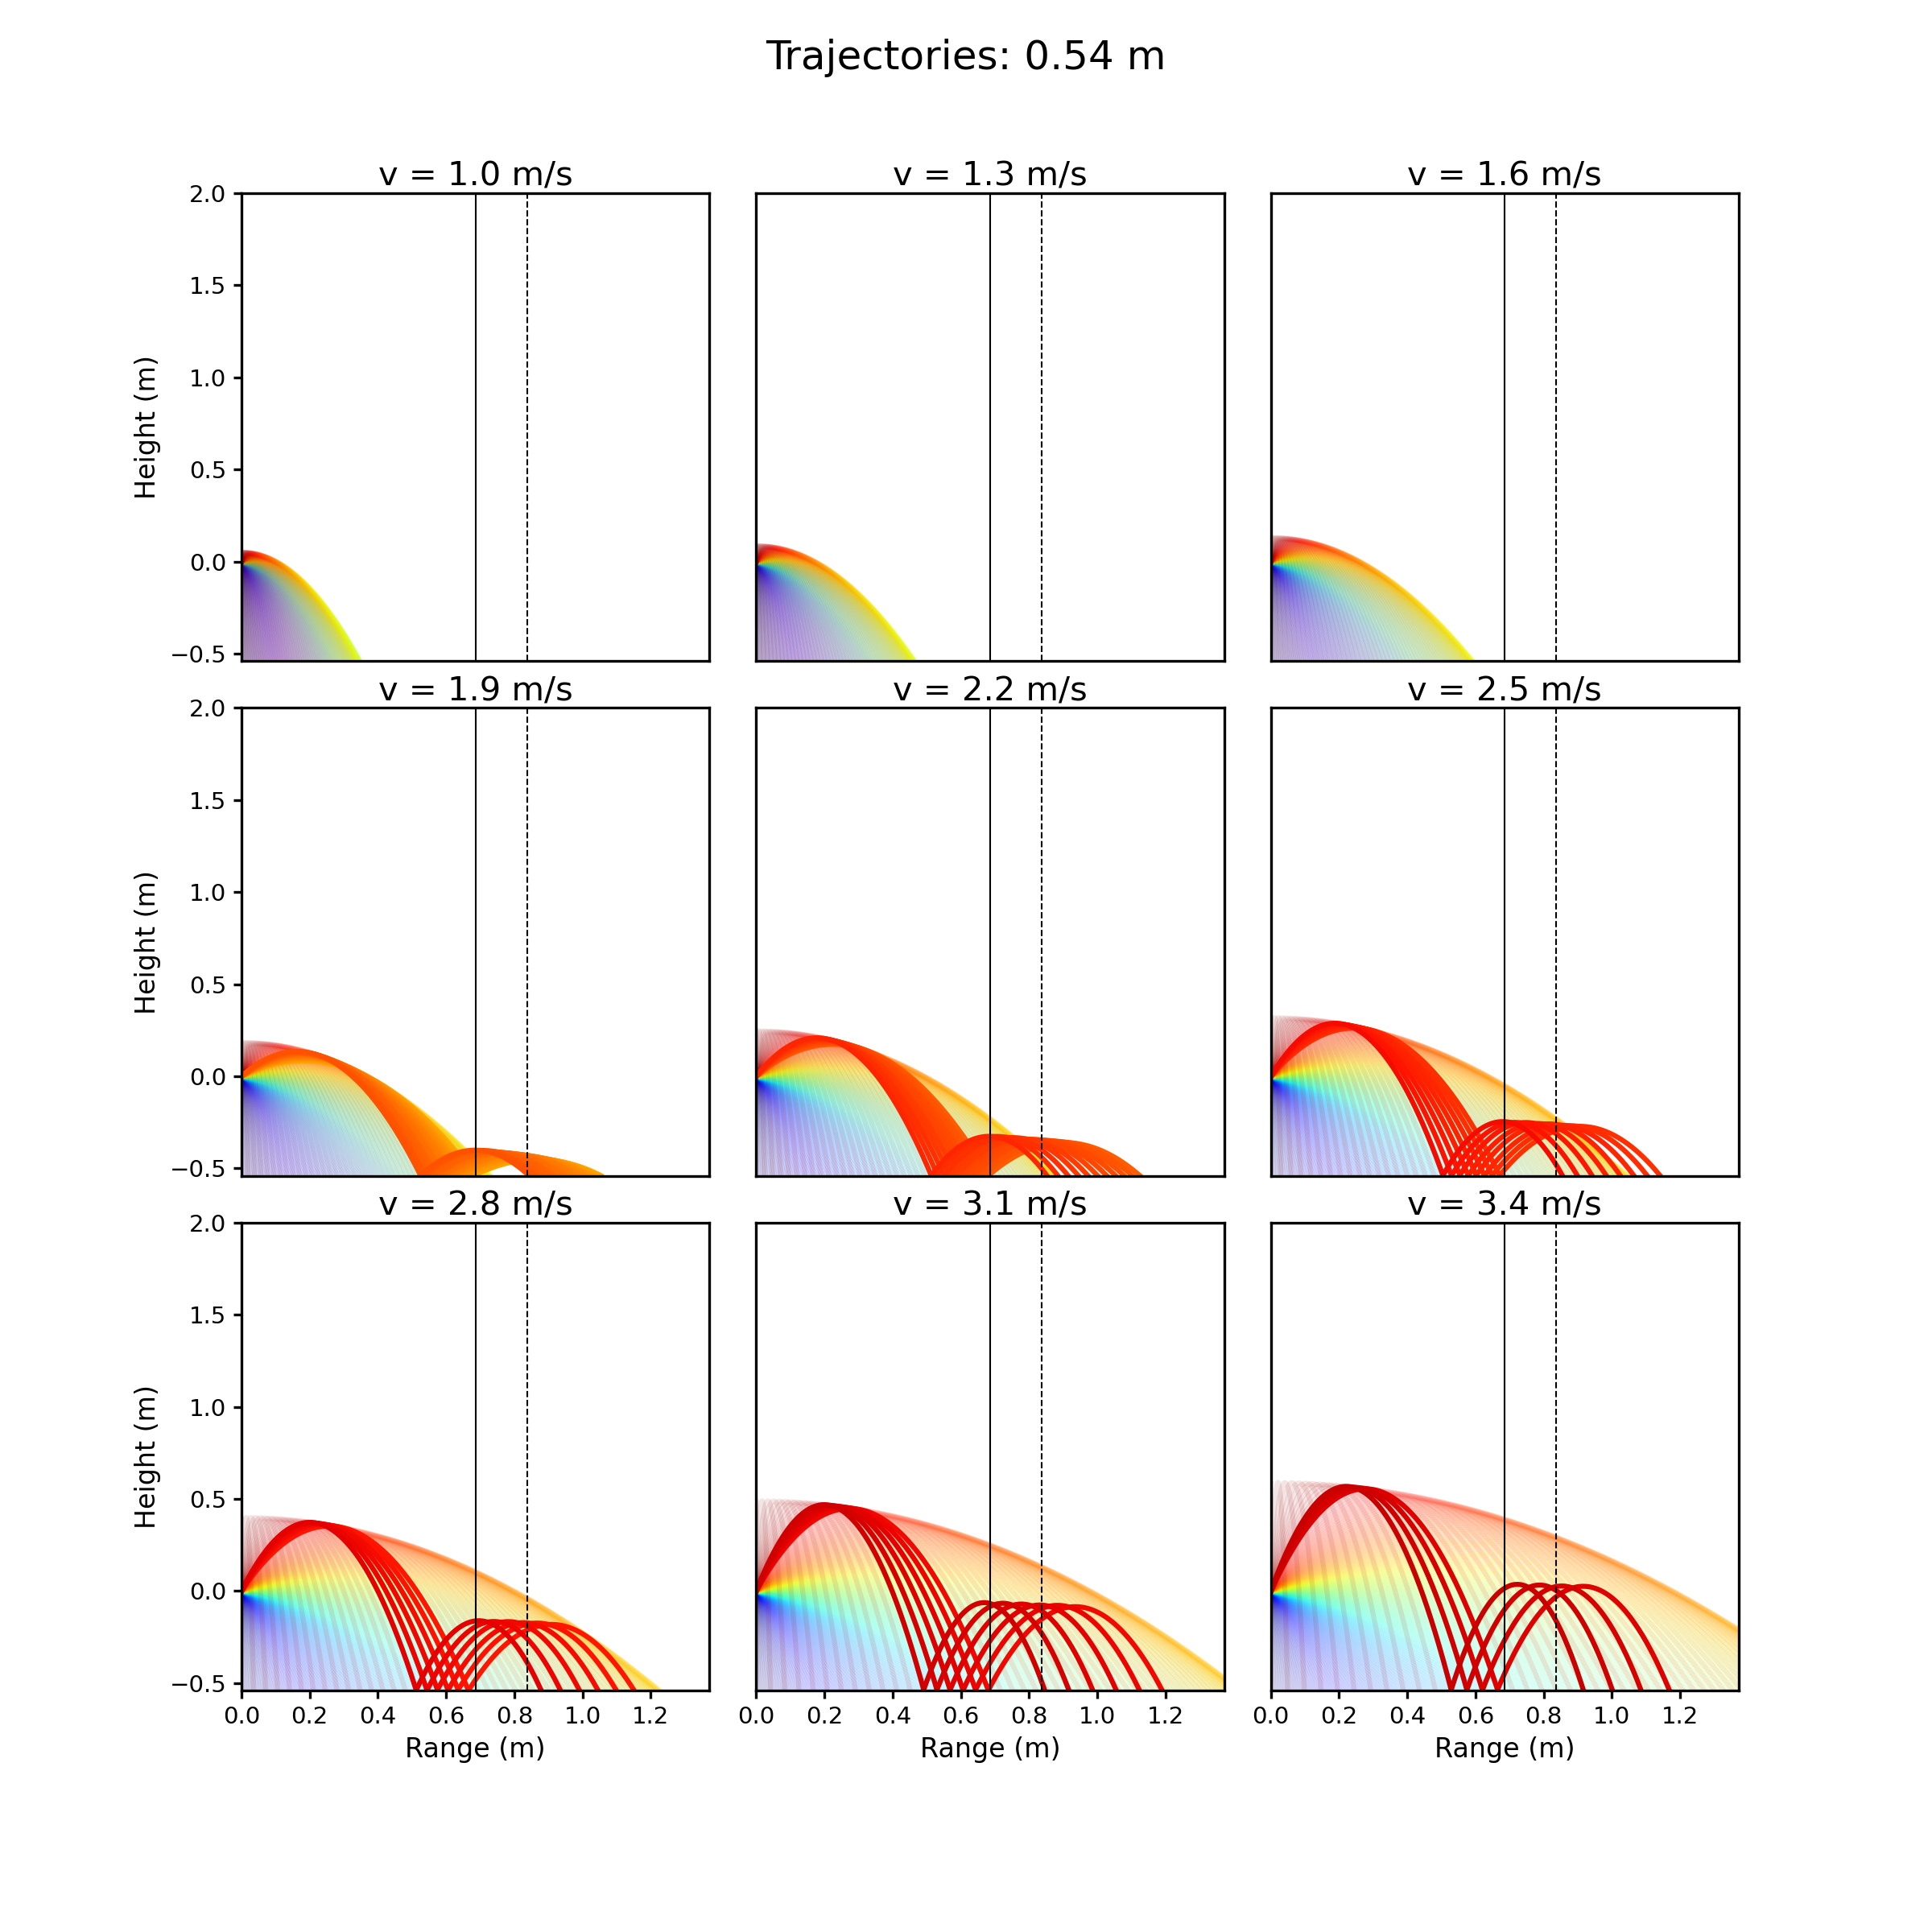 Trajectories: 0.54 m
v = 1.0 m/s
v = 1.3 m/s
v = 1.6 m/s
2.0
1.5
1.0
0.5
0.0
−0.5
Height (m)
v = 1.9 m/s
v = 2.2 m/s
v = 2.5 m/s
2.0
1.5
1.0
0.5
0.0
−0.5
Height (m)
v = 2.8 m/s
v = 3.1 m/s
v = 3.4 m/s
2.0
1.5
1.0
0.5
0.0
−0.5
Height (m)
0.0 0.2 0.4 0.6 0.8 1.0 1.2
0.0 0.2 0.4 0.6 0.8 1.0 1.2
0.0 0.2 0.4 0.6 0.8 1.0 1.2
Range (m)
Range (m)
Range (m)